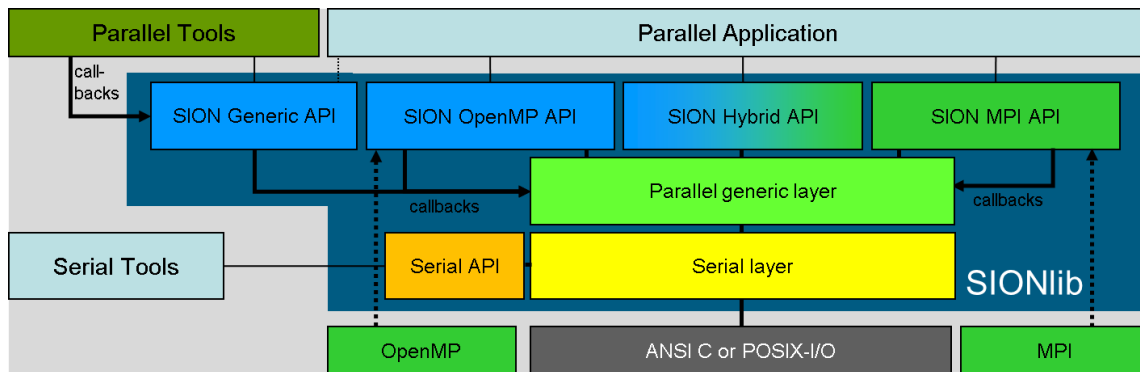 Parallel Tools
Parallel Application
call-
backs
SION Generic API
SION OpenMP API
SION Hybrid API
SION MPI API
Parallel generic layer
callbacks
callbacks
Serial Tools
Serial API
Serial layer
SIONlib
OpenMP
ANSI C or POSIX-I/O
MPI